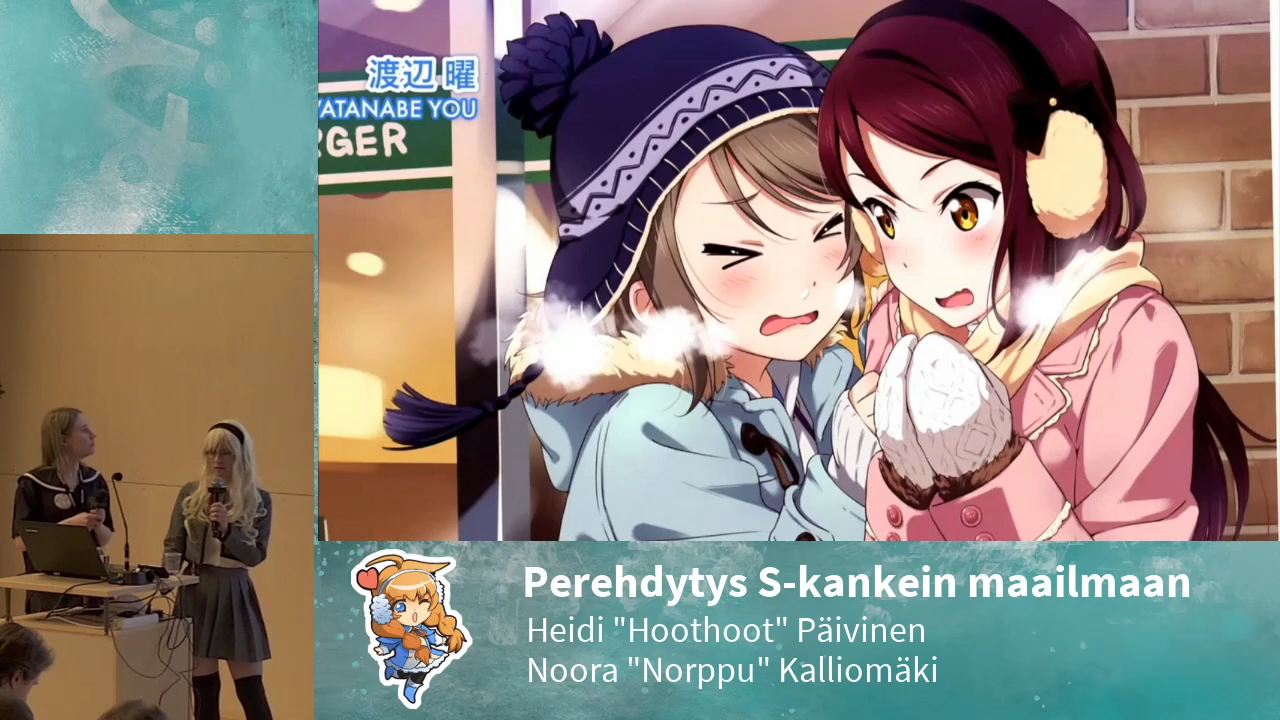 渡辺 曜
WATANABE YOU
RGER
Perehdytys S-kankein maailmaan
Heidi "Hoothoot" Päivinen
Noora "Norppu" Kalliomäki